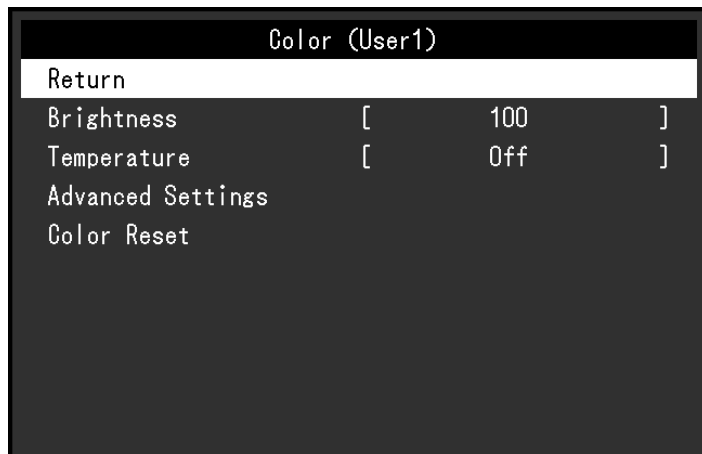 Color (User1)
Return
Brightness [ 100 ]
Temperature [ Off ]
Advanced Settings
Color Reset